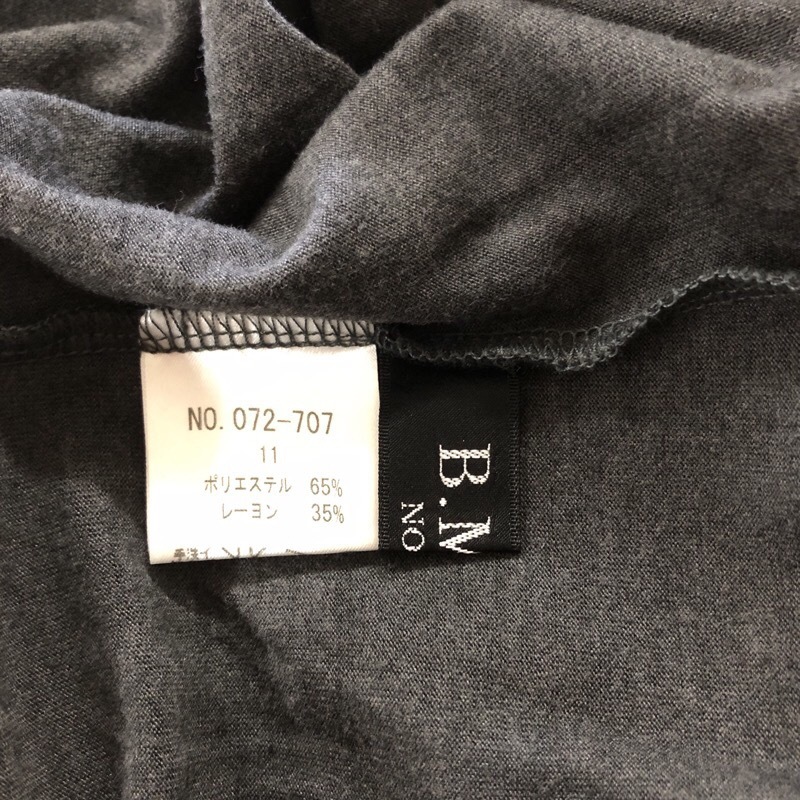 NO. 072-707
11
ポリエステル 65%
レーヨン 35%
B.M
NO